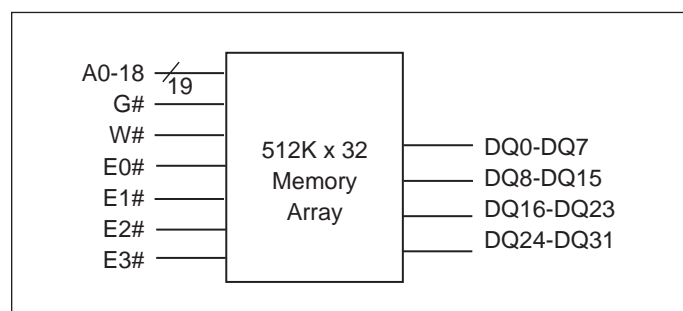 A0-18
19
G#
W#
E0#
E1#
E2#
E3#
512K x 32
Memory
Array
DQ0-DQ7
DQ8-DQ15
DQ16-DQ23
DQ24-DQ31